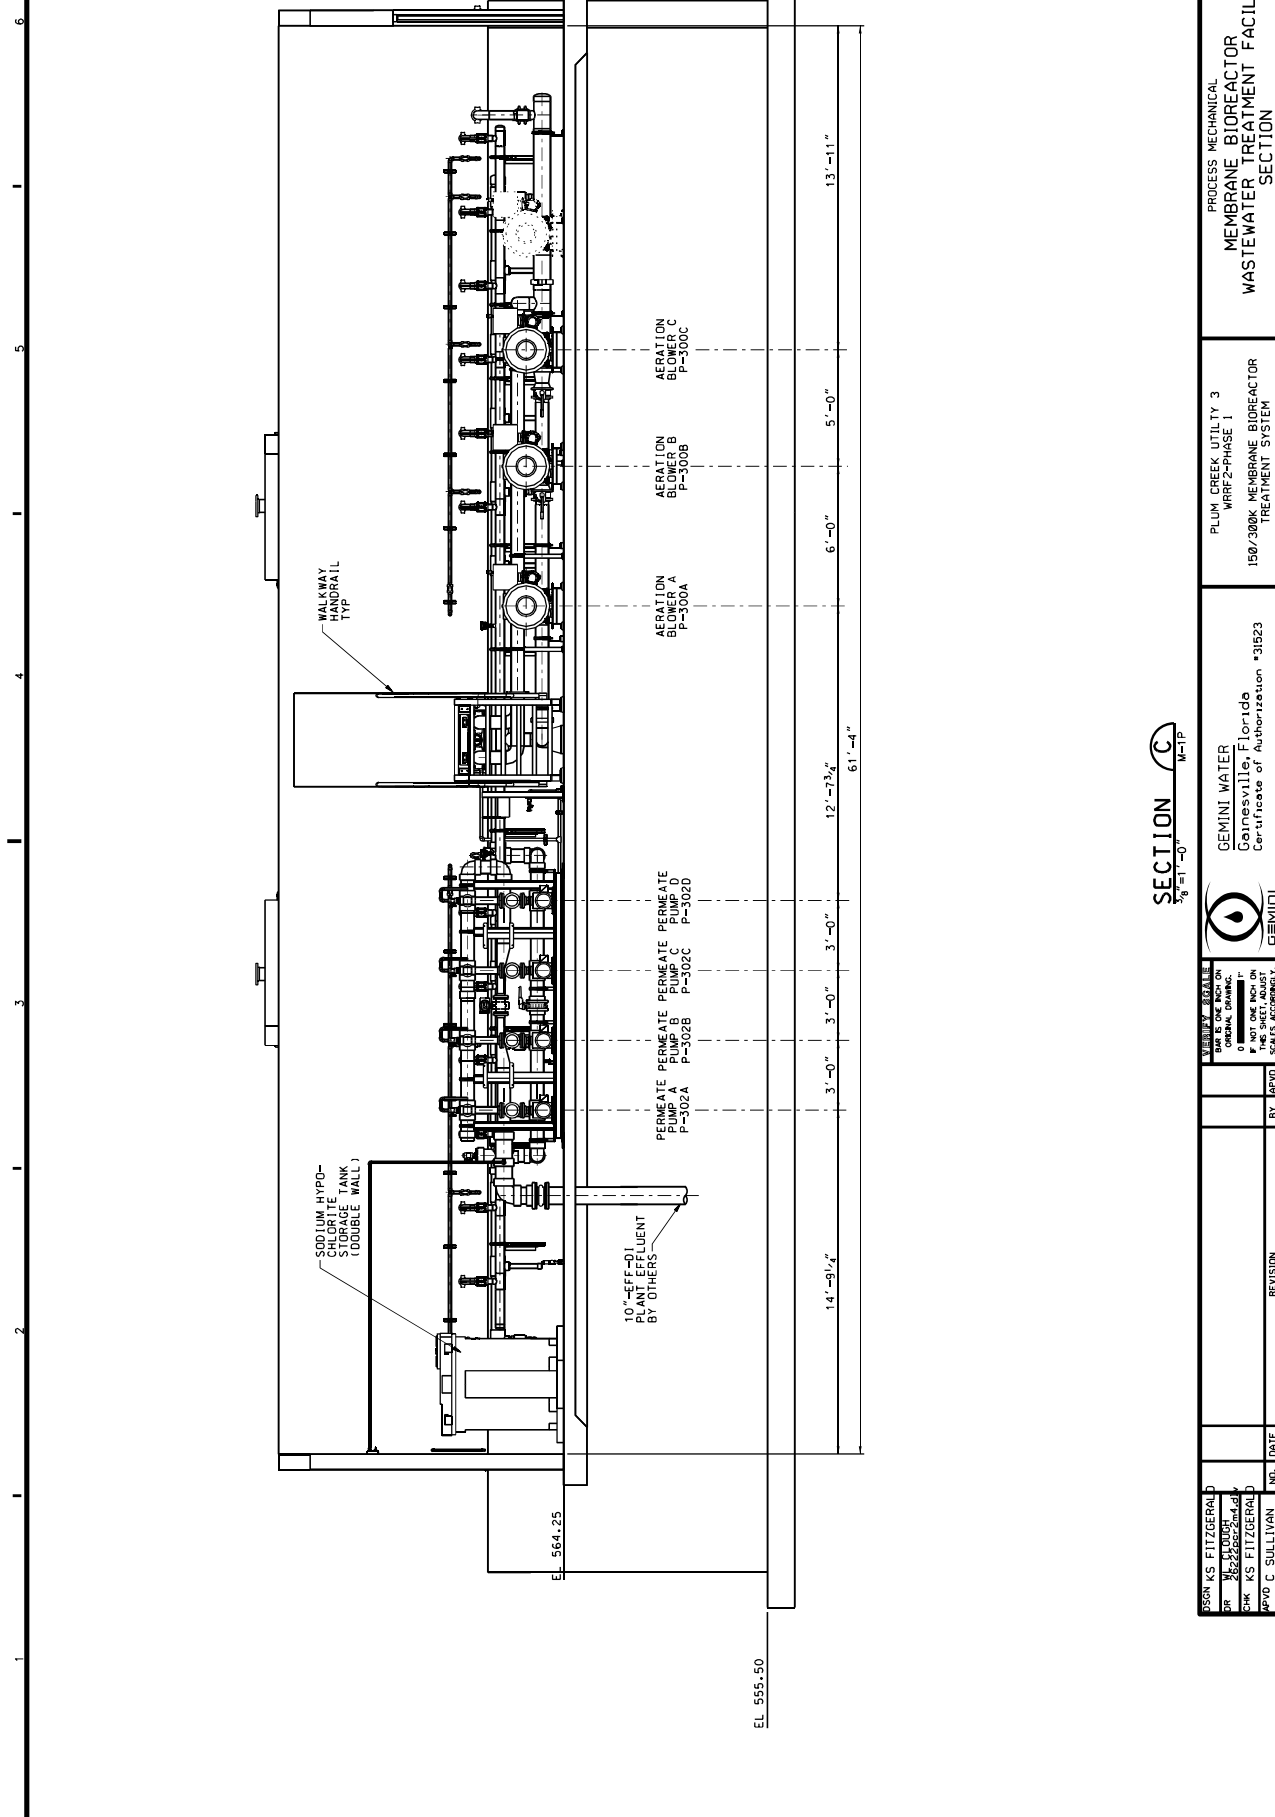 6
5
4
3
2
1
WALKWAY
HANDRAIL
TYP
SODIUM HYPO-
CHLORITE
STORAGE TANK
(DOUBLE WALL)
AERATION
BLOWER C
P-300C
AERATION
BLOWER B
P-300B
AERATION
BLOWER A
P-300A
PERMEATE
PUMP D
P-302D
PERMEATE
PUMP C
P-302C
PERMEATE
PUMP B
P-302B
PERMEATE
PUMP A
P-302A
10"-EFF-DI
PLANT EFFLUENT
BY OTHERS
13'-11"
5'-0"
6'-0"
12'-7¾"
3'-0"
3'-0"
3'-0"
14'-9¼"
61'-4"
EL 564.25
EL 555.50
SECTION C
⅜"=1'-0"
M-1P
DSGN KS FITZGERALD
DR WL CLOUGH
CHK KS FITZGERALD
APVD C SULLIVAN
NO. DATE REVISION BY APVD
VERIFY SCALE
BAR IS ONE INCH ON
ORIGINAL DRAWING.
0 1"
IF NOT ONE INCH ON
THIS SHEET, ADJUST
SCALES ACCORDINGLY.
GEMINI
GEMINI WATER
Gainesville, Florida
Certificate of Authorization #31523
PLUM CREEK UTILTY 3
WRRF2-PHASE 1
150/300K MEMBRANE BIOREACTOR
TREATMENT SYSTEM
PROCESS MECHANICAL
MEMBRANE BIOREACTOR
WASTEWATER TREATMENT FACIL
SECTION